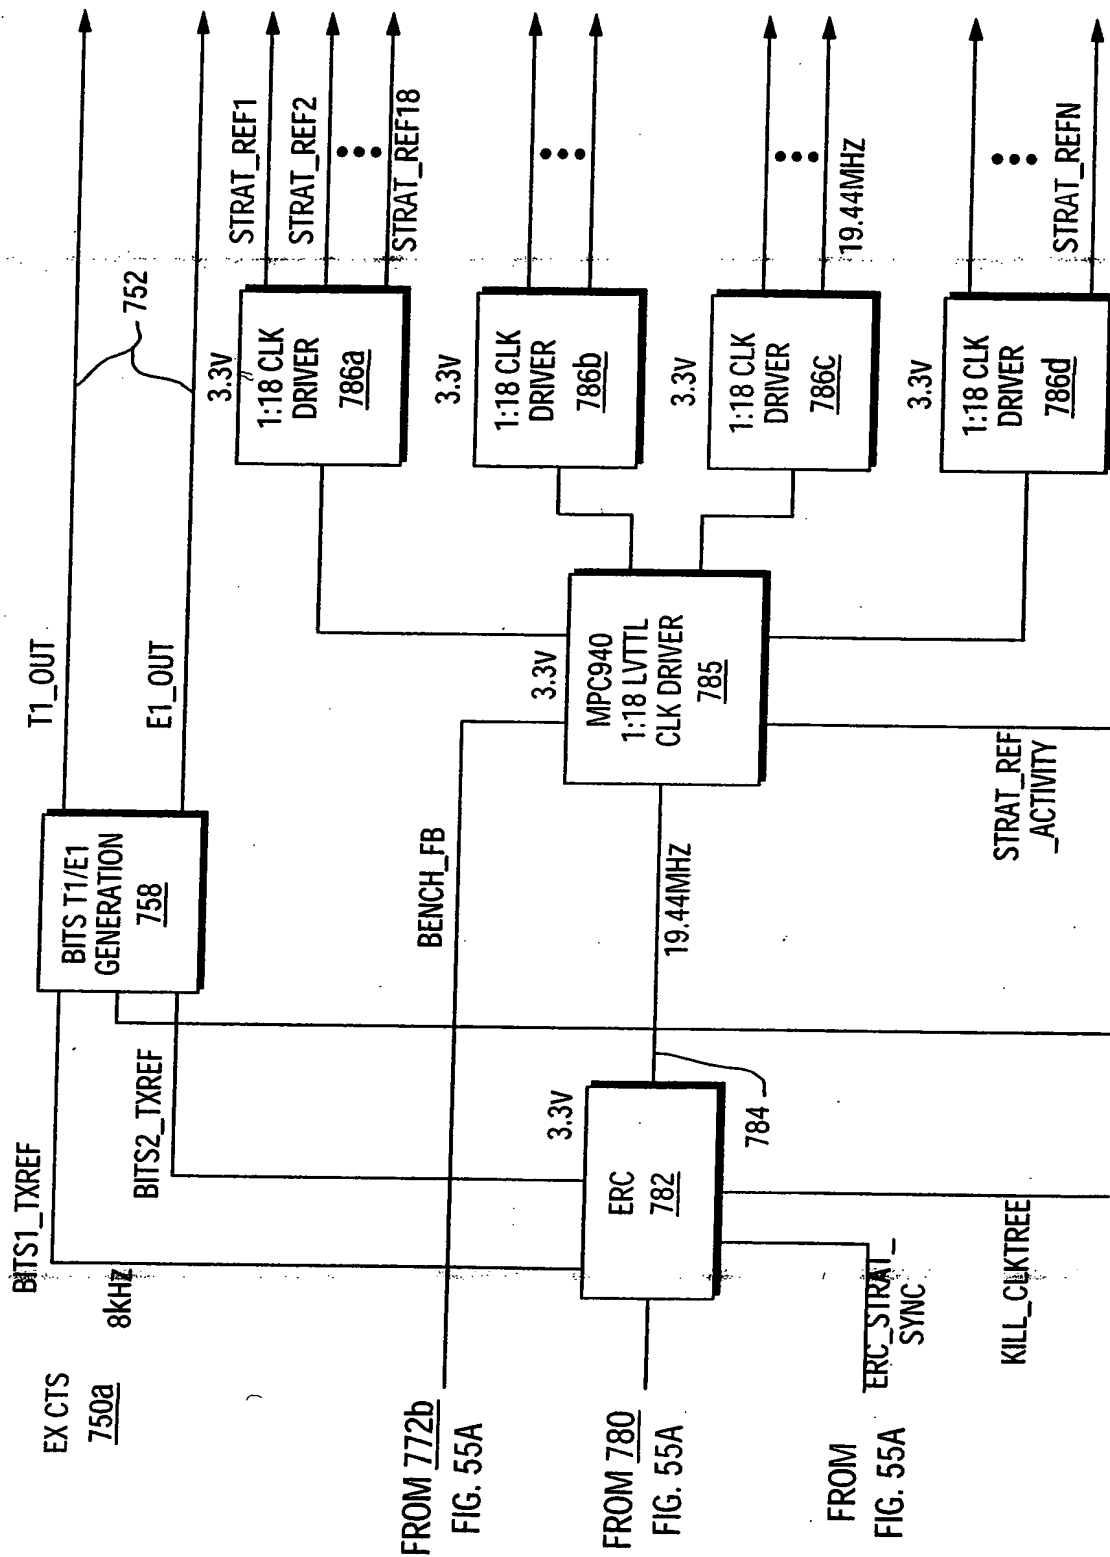 EX CTS
750a
BITS1_TXREF
8kHz
BITS2_TXREF
BITS T1/E1
GENERATION
758
T1_OUT
E1_OUT
752
FROM 772b
FIG. 55A
BENCH_FB
FROM 780
FIG. 55A
3.3V
ERC
782
784
19.44MHZ
FROM
FIG. 55A
ERC_STRAT_
SYNC
KILL_CLKTREE
3.3V
MPC940
1:18 LVTTL
CLK DRIVER
785
STRAT_REF
_ACTIVITY
3.3V
1:18 CLK
DRIVER
786a
STRAT_REF1
STRAT_REF2
STRAT_REF18
3.3V
1:18 CLK
DRIVER
786b
3.3V
1:18 CLK
DRIVER
786c
19.44MHZ
3.3V
1:18 CLK
DRIVER
786d
STRAT_REFN